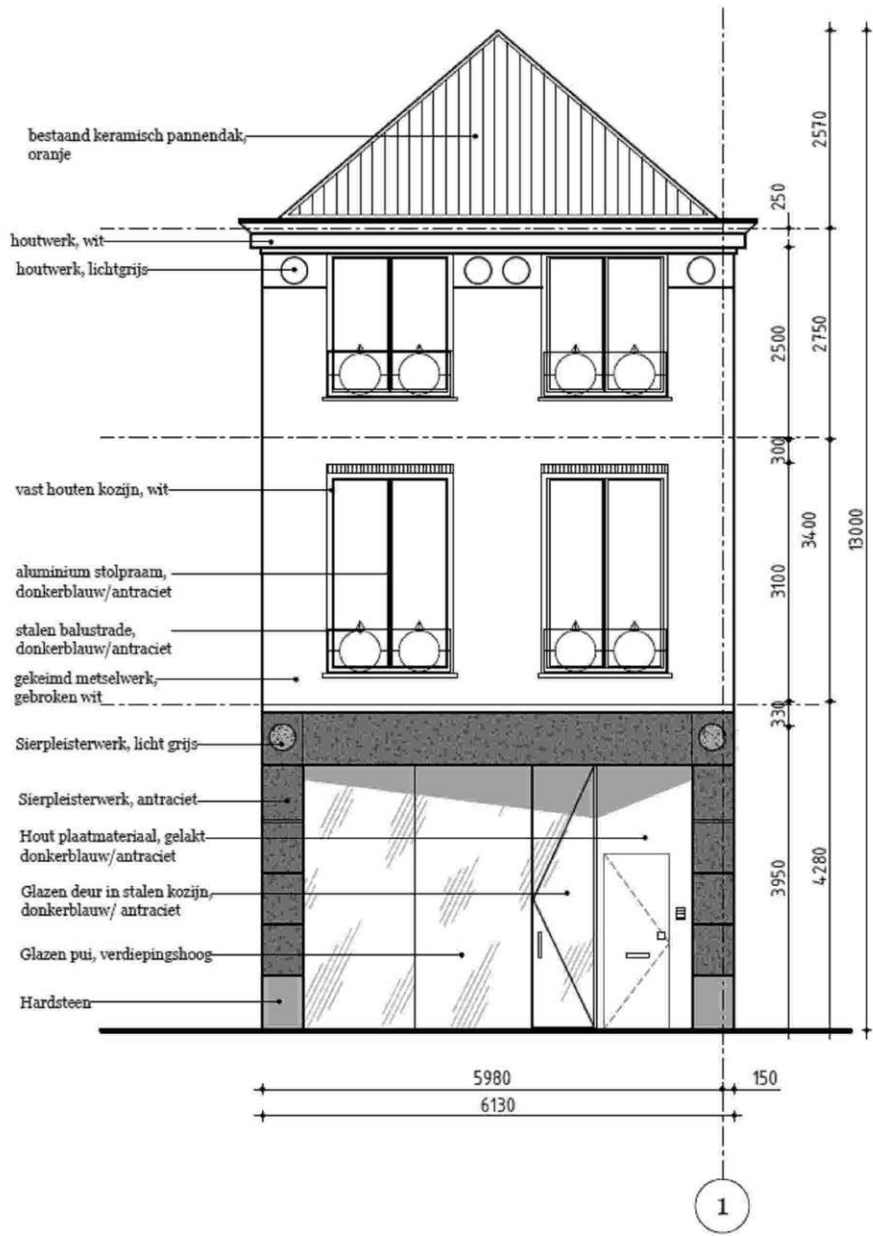 bestaand keramisch pannendak,
oranje
houtwerk, wit
houtwerk, lichtgrijs
vast houten kozijn, wit
aluminium stolpraam,
donkerblauw/antraciet
stalen balustrade,
donkerblauw/antraciet
gekeimd metselwerk,
gebroken wit
Sierpleisterwerk, licht grijs
Sierpleisterwerk, antraciet
Hout plaatmateriaal, gelakt
donkerblauw/antraciet
Glazen deur in stalen kozijn,
donkerblauw/ antraciet
Glazen pui, verdiepingshoog
Hardsteen
250
2500
300
3100
330
3950
2570
2750
3400
4280
13000
5980
150
6130
1